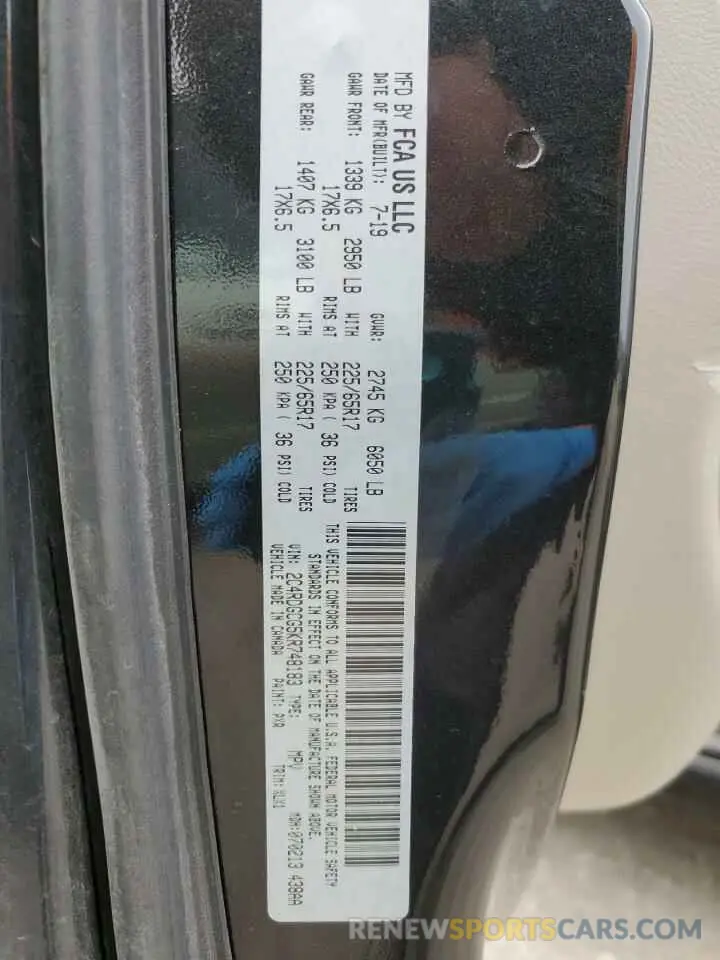 MFD BY FCA US LLC
DATE OF MFR(BUILT): 7-19 GVWR: 2745 KG 6050 LB
GAWR FRONT: 1339 KG 2950 LB WITH 225/65R17 TIRES
17X6.5 RIMS AT 250 KPA ( 36 PSI) COLD
GAWR REAR: 1407 KG 3100 LB WITH 225/65R17 TIRES
17X6.5 RIMS AT 250 KPA ( 36 PSI) COLD
THIS VEHICLE CONFORMS TO ALL APPLICABLE U.S.A. FEDERAL MOTOR VEHICLE SAFETY
STANDARDS IN EFFECT ON THE DATE OF MANUFACTURE SHOWN ABOVE.
VIN: 2C4RDGCG5KR748183 TYPE: MPV MDH:070213 438AA
VEHICLE MADE IN CANADA PAINT: PXR TRIM:XLX1
RENEWSPORTSCARS.COM